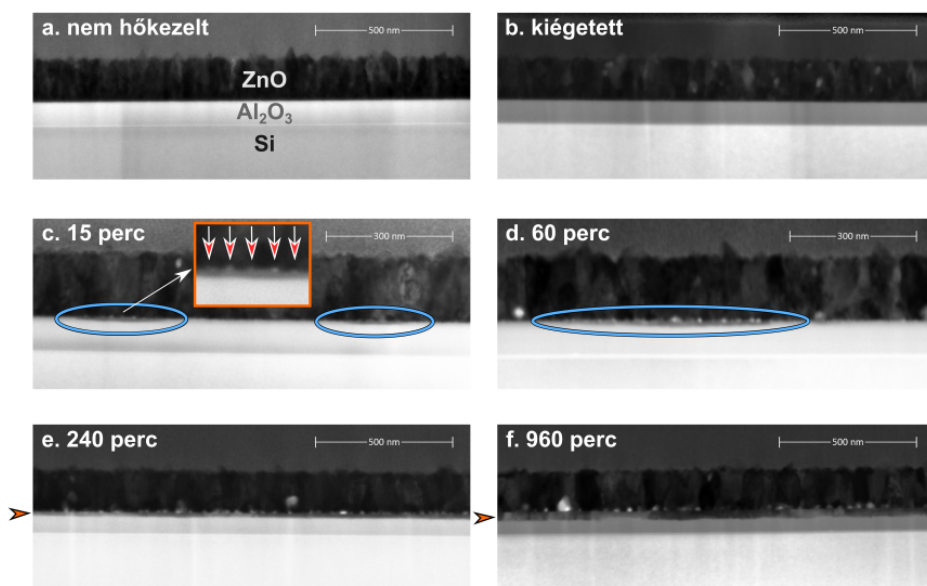 a. nem hőkezelt
500 nm
ZnO
Al₂O₃
Si
b. kiégetett
500 nm
c. 15 perc
300 nm
d. 60 perc
300 nm
e. 240 perc
500 nm
f. 960 perc
500 nm